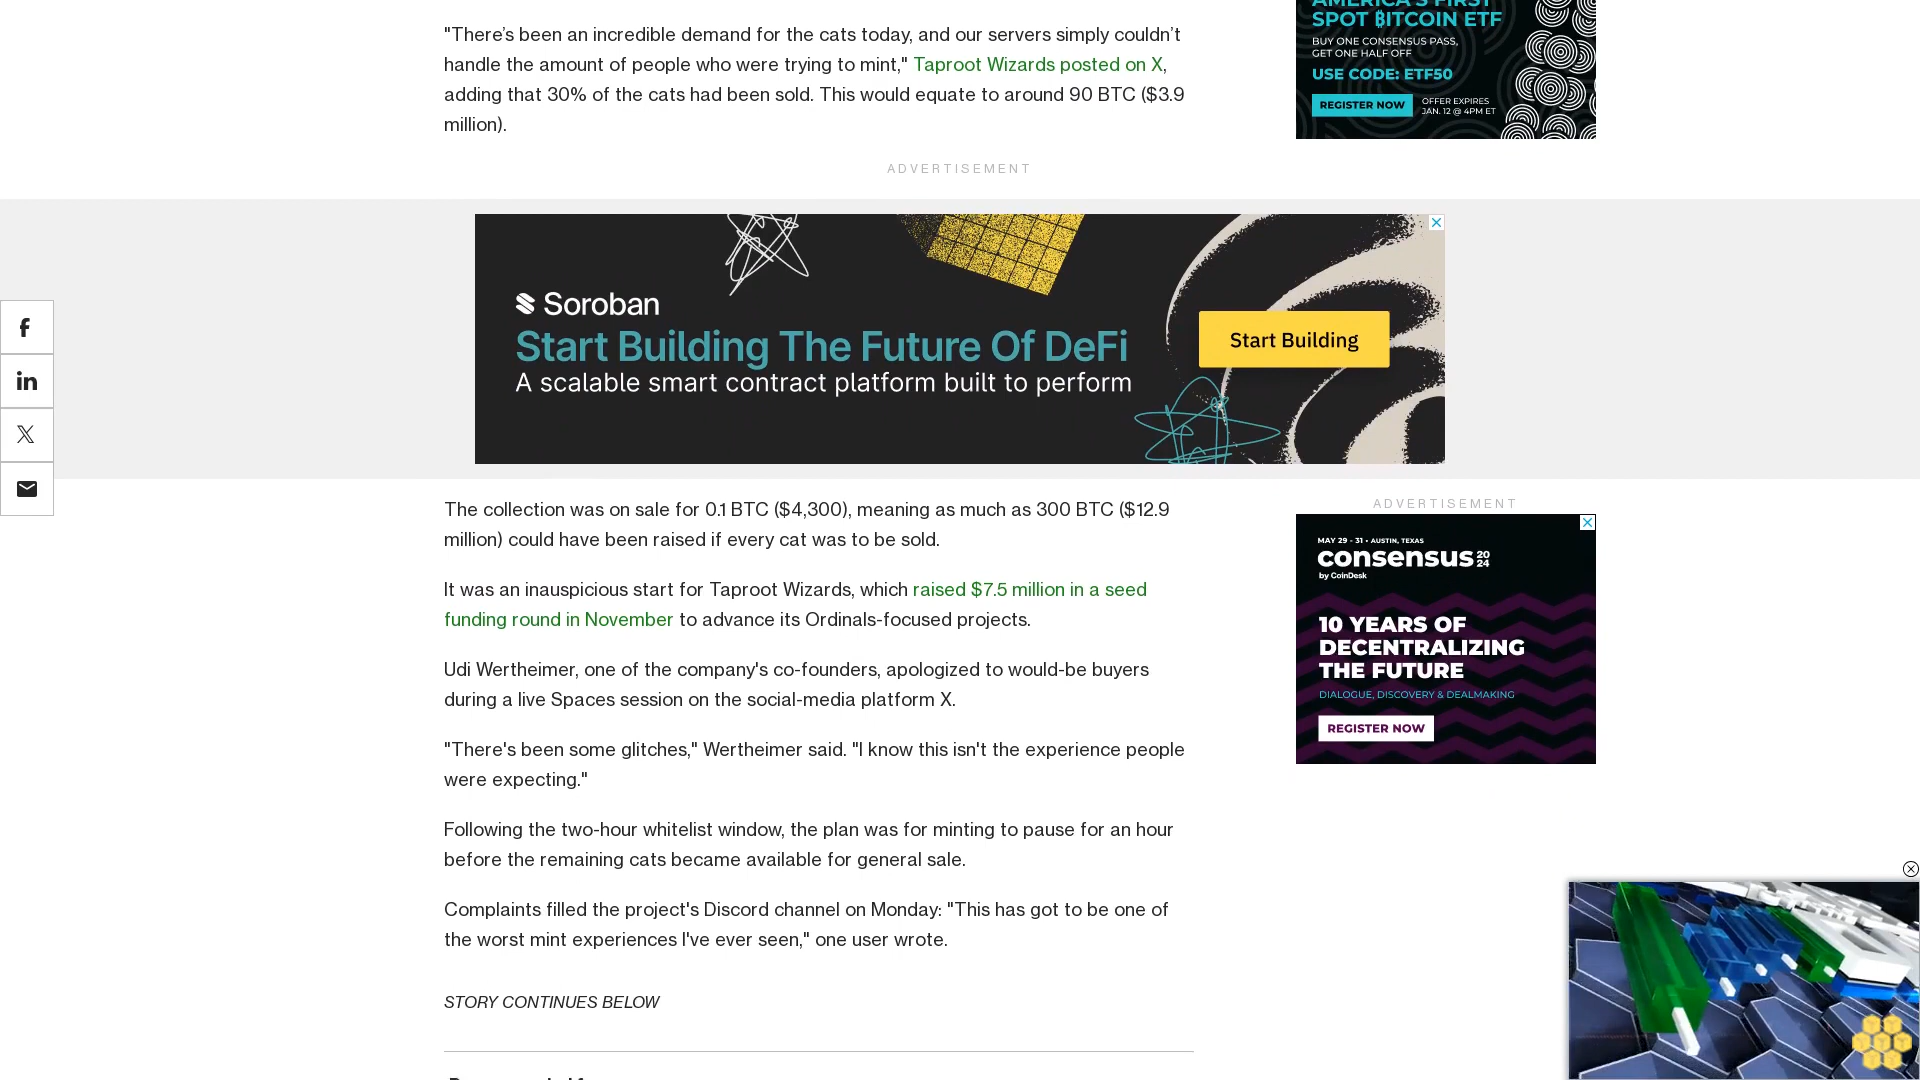 "There’s been an incredible demand for the cats today, and our servers simply couldn’t
handle the amount of people who were trying to mint," Taproot Wizards posted on X,
adding that 30% of the cats had been sold. This would equate to around 90 BTC ($3.9
million).
AMERICA'S FIRST
SPOT ₿ITCOIN ETF
BUY ONE CONSENSUS PASS,
GET ONE HALF OFF
USE CODE: ETF50
REGISTER NOW
OFFER EXPIRES
JAN. 12 @ 4PM ET
ADVERTISEMENT
Soroban
Start Building The Future Of DeFi
A scalable smart contract platform built to perform
Start Building
The collection was on sale for 0.1 BTC ($4,300), meaning as much as 300 BTC ($12.9
million) could have been raised if every cat was to be sold.
It was an inauspicious start for Taproot Wizards, which raised $7.5 million in a seed
funding round in November to advance its Ordinals-focused projects.
Udi Wertheimer, one of the company's co-founders, apologized to would-be buyers
during a live Spaces session on the social-media platform X.
"There's been some glitches," Wertheimer said. "I know this isn't the experience people
were expecting."
Following the two-hour whitelist window, the plan was for minting to pause for an hour
before the remaining cats became available for general sale.
Complaints filled the project's Discord channel on Monday: "This has got to be one of
the worst mint experiences I've ever seen," one user wrote.
STORY CONTINUES BELOW
ADVERTISEMENT
MAY 29 - 31 • AUSTIN, TEXAS
consensus 20
24
by CoinDesk
10 YEARS OF
DECENTRALIZING
THE FUTURE
DIALOGUE, DISCOVERY & DEALMAKING
REGISTER NOW